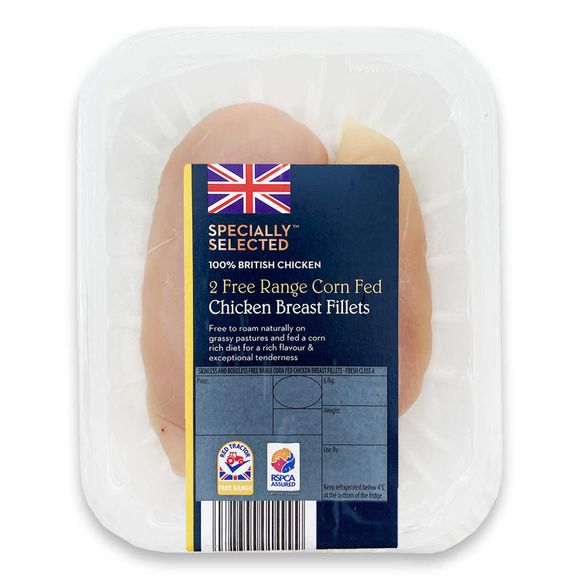 SPECIALLY™
SELECTED
100% BRITISH CHICKEN
2 Free Range Corn Fed
Chicken Breast Fillets
Free to roam naturally on
grassy pastures and fed a corn
rich diet for a rich flavour &
exceptional tenderness
SKINLESS AND BONELESS FREE RANGE CORN FED CHICKEN BREAST FILLETS - FRESH CLASS A
Price:
£/kg:
Weight:
Use By:
RED TRACTOR
FREE RANGE
RSPCA
ASSURED
Keep refrigerated below 4°C
at the bottom of the fridge